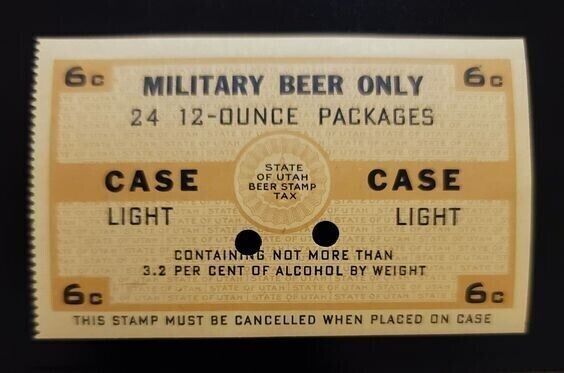 6c MILITARY BEER ONLY 6c
24 12-OUNCE PACKAGES
STATE
OF UTAH
BEER STAMP
TAX
CASE CASE
LIGHT LIGHT
CONTAINING NOT MORE THAN
3.2 PER CENT OF ALCOHOL BY WEIGHT
6c 6c
THIS STAMP MUST BE CANCELLED WHEN PLACED ON CASE